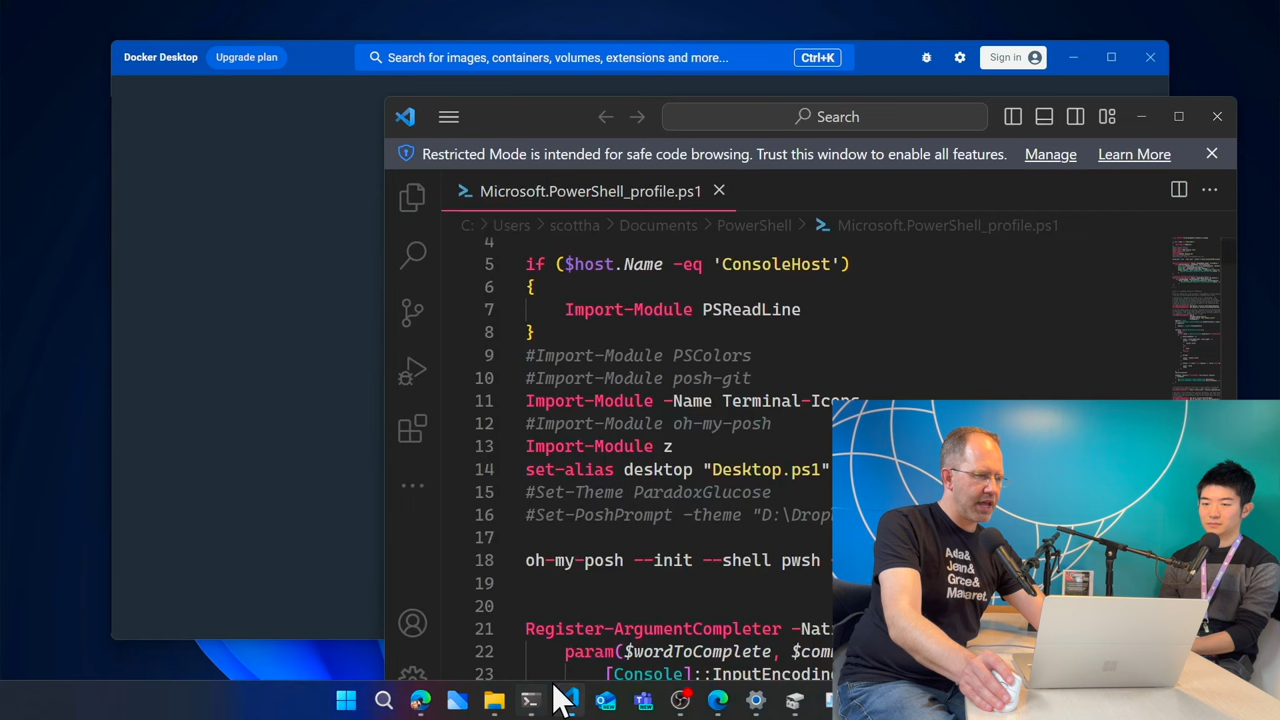 Docker Desktop
Upgrade plan
Search for images, containers, volumes, extensions and more...
Ctrl+K
Sign in
Search
Restricted Mode is intended for safe code browsing. Trust this window to enable all features.
Manage
Learn More
Microsoft.PowerShell_profile.ps1
C: > Users > scottha > Documents > PowerShell > Microsoft.PowerShell_profile.ps1
4
5 if ($host.Name -eq 'ConsoleHost')
6 {
7 Import-Module PSReadLine
8 }
9 #Import-Module PSColors
10 #Import-Module posh-git
11 Import-Module -Name Terminal-Icons
12 #Import-Module oh-my-posh
13 Import-Module z
14 set-alias desktop "Desktop.ps1"
15 #Set-Theme ParadoxGlucose
16 #Set-PoshPrompt -theme "D:\Drop
17
18 oh-my-posh --init --shell pwsh
19
20
21 Register-ArgumentCompleter -Nati
22 param($wordToComplete, $com
23 [Console]::InputEncoding
Ada&
Jean&
Grace&
Margaret.
NEW
NEW